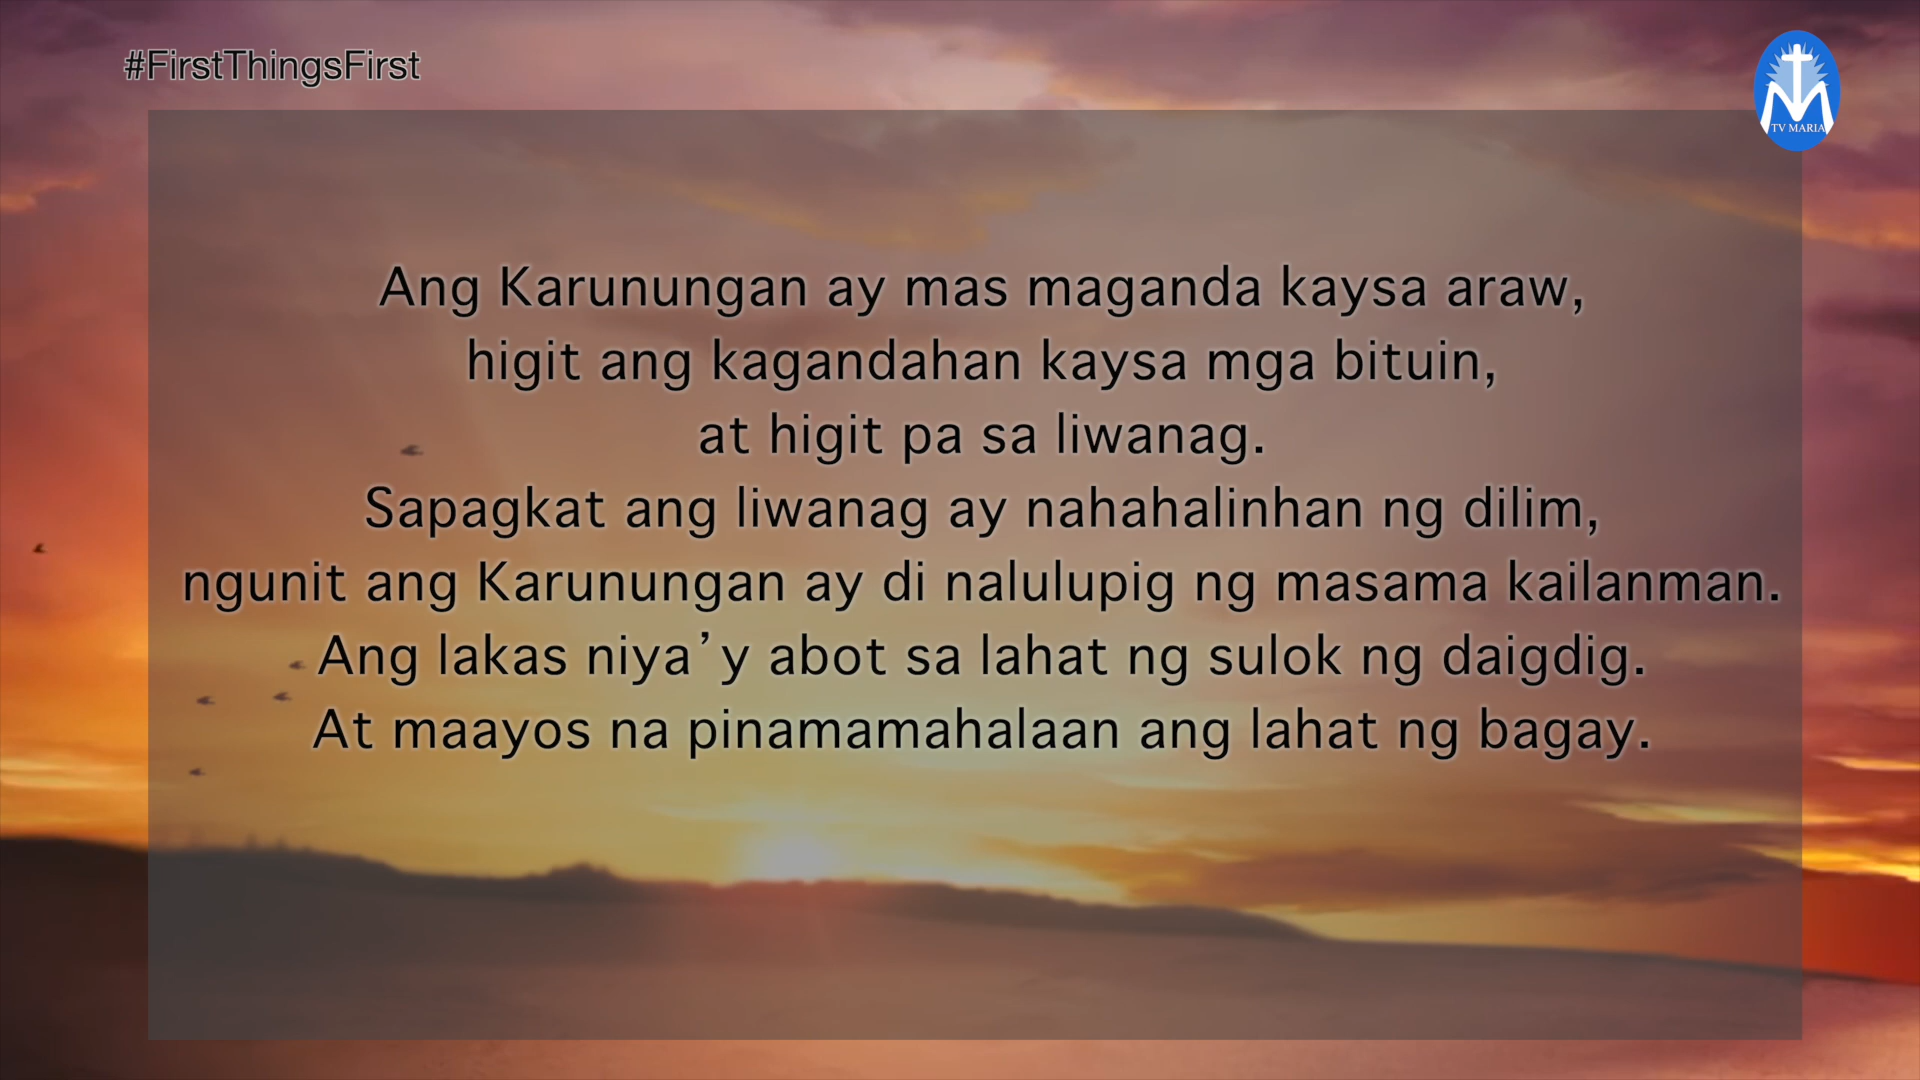 #FirstThingsFirst
TV MARIA
Ang Karunungan ay mas maganda kaysa araw,
higit ang kagandahan kaysa mga bituin,
at higit pa sa liwanag.
Sapagkat ang liwanag ay nahahalinhan ng dilim,
ngunit ang Karunungan ay di nalulupig ng masama kailanman.
Ang lakas niya’y abot sa lahat ng sulok ng daigdig.
At maayos na pinamamahalaan ang lahat ng bagay.